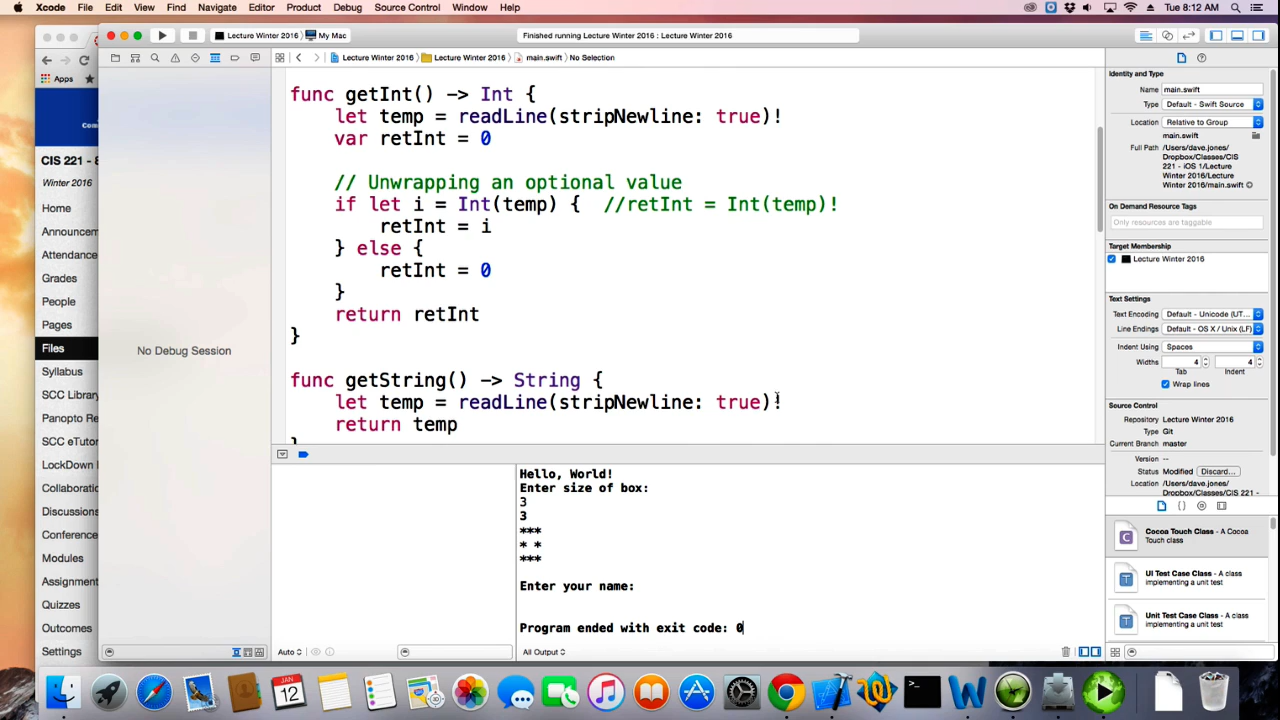 Xcode File Edit View Find Navigate Editor Product Debug Source Control Window Help
Tue 8:12 AM
Lecture Winter 2016 〉 My Mac
Finished running Lecture Winter 2016 : Lecture Winter 2016
Lecture Winter 2016 〉 Lecture Winter 2016 〉 main.swift 〉 No Selection
Apps
CIS 221 - 8
Winter 2016
Home
Announcem
Attendance
Grades
People
Pages
Files
Syllabus
SCC Library
Panopto Re
SCC eTutor
LockDown
Collaboratio
Discussions
Conference
Modules
Assignment
Quizzes
Outcomes
Settings
No Debug Session
func getInt() -> Int {
let temp = readLine(stripNewline: true)!
var retInt = 0
// Unwrapping an optional value
if let i = Int(temp) { //retInt = Int(temp)!
retInt = i
} else {
retInt = 0
}
return retInt
}
func getString() -> String {
let temp = readLine(stripNewline: true)!
return temp
}
Hello, World!
Enter size of box:
3
3
***
* *
***
Enter your name:
Program ended with exit code: 0
Auto
All Output
Identity and Type
Name main.swift
Type Default - Swift Source
Location Relative to Group
main.swift
Full Path /Users/dave.jones/
Dropbox/Classes/CIS
221 - iOS 1/Lecture
Winter 2016/Lecture
Winter 2016/main.swift
On Demand Resource Tags
Only resources are taggable
Target Membership
Lecture Winter 2016
Text Settings
Text Encoding Default - Unicode (UT...
Line Endings Default - OS X / Unix (LF)
Indent Using Spaces
Widths 4 4
Tab Indent
Wrap lines
Source Control
Repository Lecture Winter 2016
Type Git
Current Branch master
Version --
Status Modified Discard...
Location /Users/dave.jones/
Dropbox/Classes/CIS
221 - iOS 1/Lecture
Cocoa Touch Class - A Cocoa
Touch class
UI Test Case Class - A class
implementing a unit test
Unit Test Case Class - A class
implementing a unit test
JAN
12